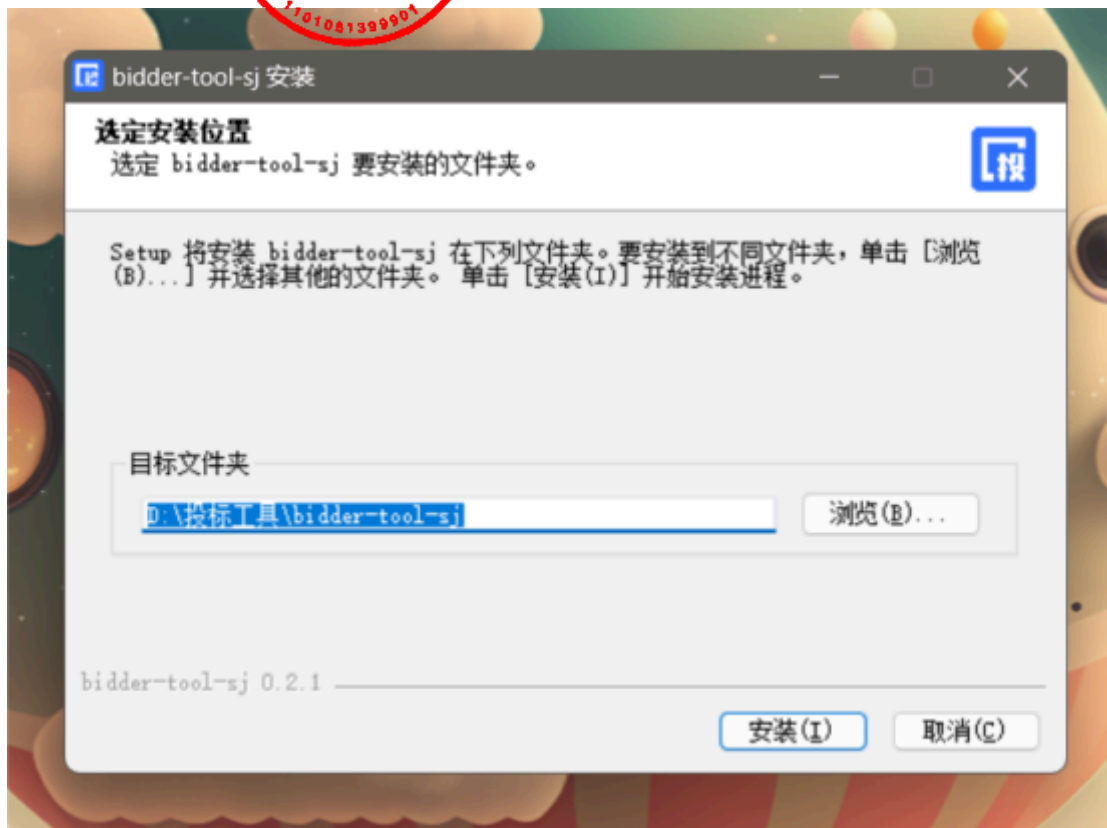 1101081399901
bidder-tool-sj 安装
选定安装位置
选定 bidder-tool-sj 要安装的文件夹。
投
Setup 将安装 bidder-tool-sj 在下列文件夹。要安装到不同文件夹，单击 [浏览
(B)...] 并选择其他的文件夹。 单击 [安装(I)] 开始安装进程。
目标文件夹
D:\投标工具\bidder-tool-sj
浏览(B)...
bidder-tool-sj 0.2.1
安装(I) 取消(C)